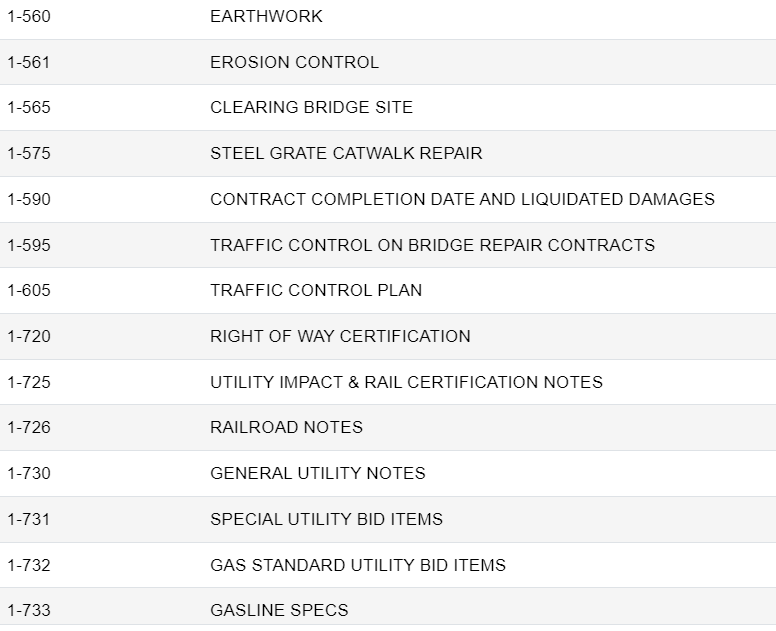 1-560 EARTHWORK
1-561 EROSION CONTROL
1-565 CLEARING BRIDGE SITE
1-575 STEEL GRATE CATWALK REPAIR
1-590 CONTRACT COMPLETION DATE AND LIQUIDATED DAMAGES
1-595 TRAFFIC CONTROL ON BRIDGE REPAIR CONTRACTS
1-605 TRAFFIC CONTROL PLAN
1-720 RIGHT OF WAY CERTIFICATION
1-725 UTILITY IMPACT & RAIL CERTIFICATION NOTES
1-726 RAILROAD NOTES
1-730 GENERAL UTILITY NOTES
1-731 SPECIAL UTILITY BID ITEMS
1-732 GAS STANDARD UTILITY BID ITEMS
1-733 GASLINE SPECS